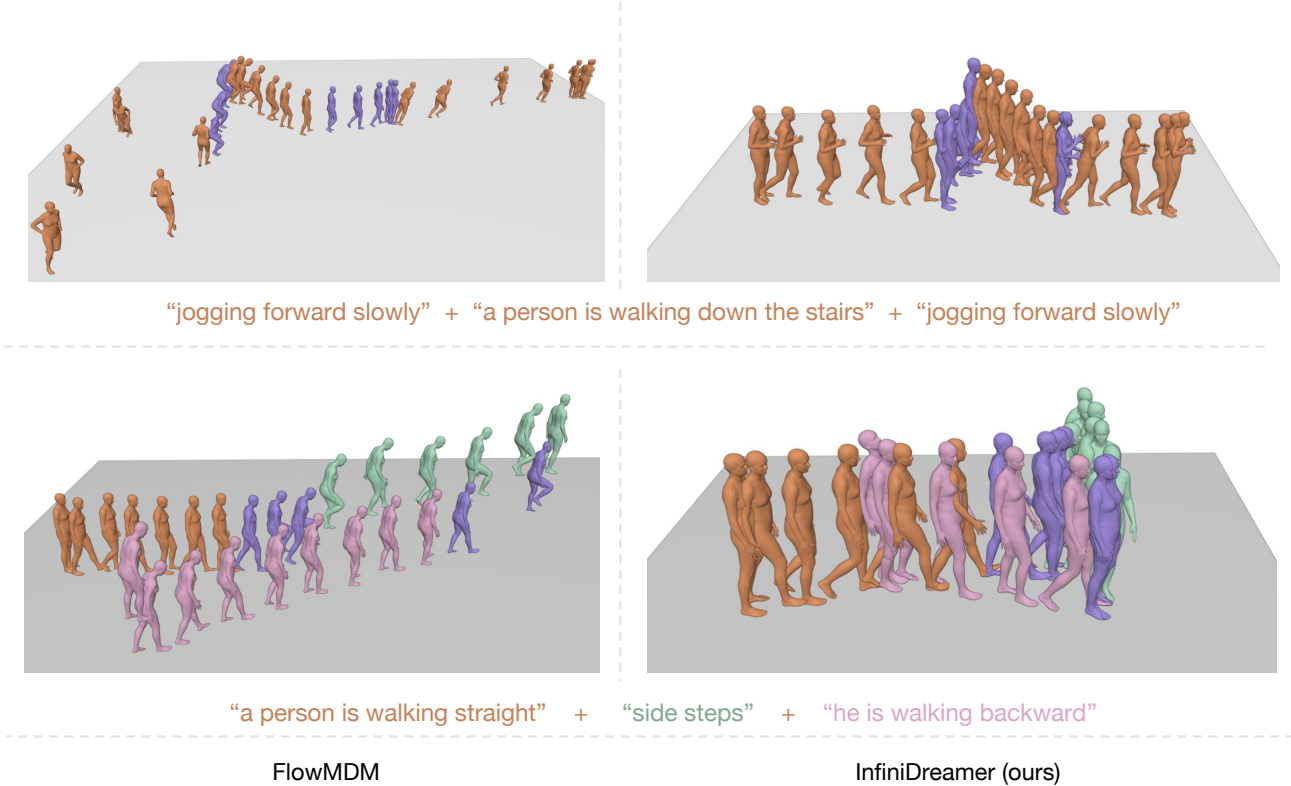 “jogging forward slowly” + “a person is walking down the stairs” + “jogging forward slowly”
“a person is walking straight” + “side steps” + “he is walking backward”
FlowMDM InfiniDreamer (ours)